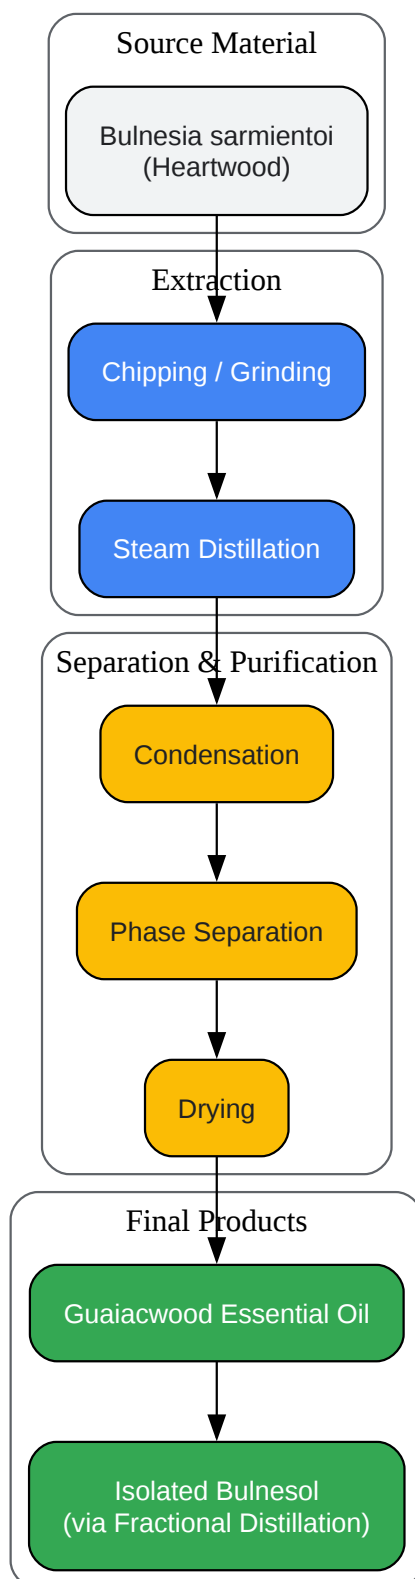 Source Material
Bulnesia sarmientoi
(Heartwood)
Extraction
Chipping / Grinding
Steam Distillation
Separation & Purification
Condensation
Phase Separation
Drying
Final Products
Guaiacwood Essential Oil
Isolated Bulnesol
(via Fractional Distillation)